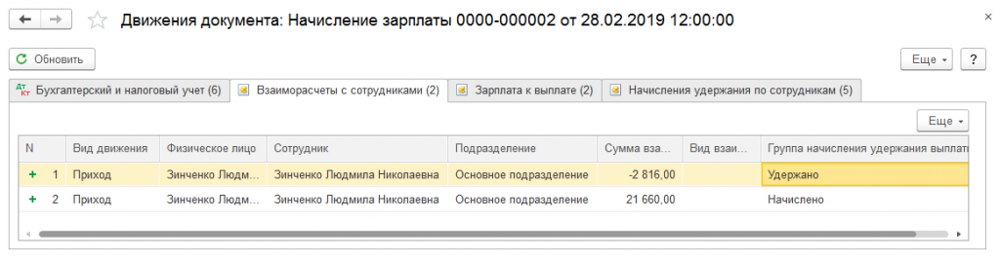 Движения документа: Начисление зарплаты 0000-000002 от 28.02.2019 12:00:00
Обновить Еще ?
Дт Кт Бухгалтерский и налоговый учет (6) Взаиморасчеты с сотрудниками (2) Зарплата к выплате (2) Начисления удержания по сотрудникам (5)
Еще
N Вид движения Физическое лицо Сотрудник Подразделение Сумма вза... Вид взаи... Группа начисления удержания выплат
1 Приход Зинченко Людм... Зинченко Людмила Николаевна Основное подразделение -2 816,00 Удержано
2 Приход Зинченко Людм... Зинченко Людмила Николаевна Основное подразделение 21 660,00 Начислено